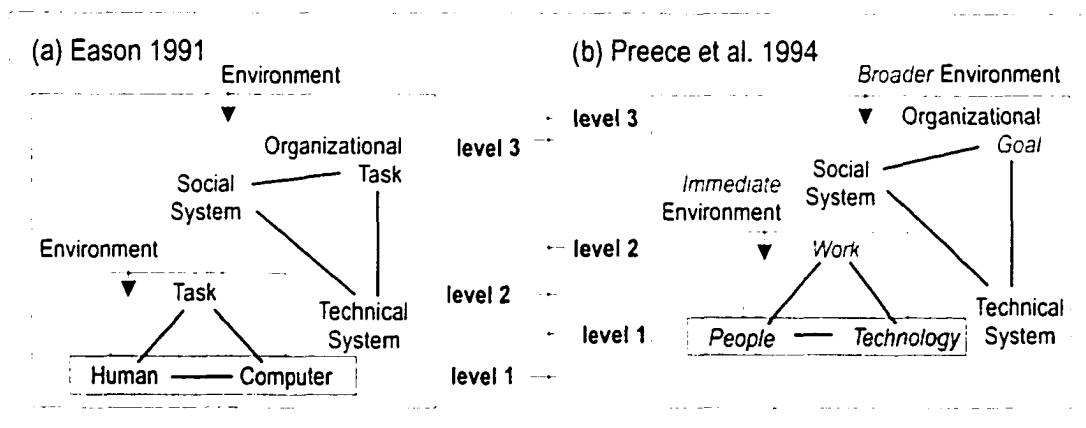 (a) Eason 1991
Environment
Organizational
Task
Social
System
Environment
Task
Technical
System
Human
Computer
level 3
level 2
level 1
(b) Preece et al. 1994
Broader Environment
level 3
Organizational
Goal
Social
System
Immediate
Environment
level 2
Work
Technical
System
level 1
People
Technology